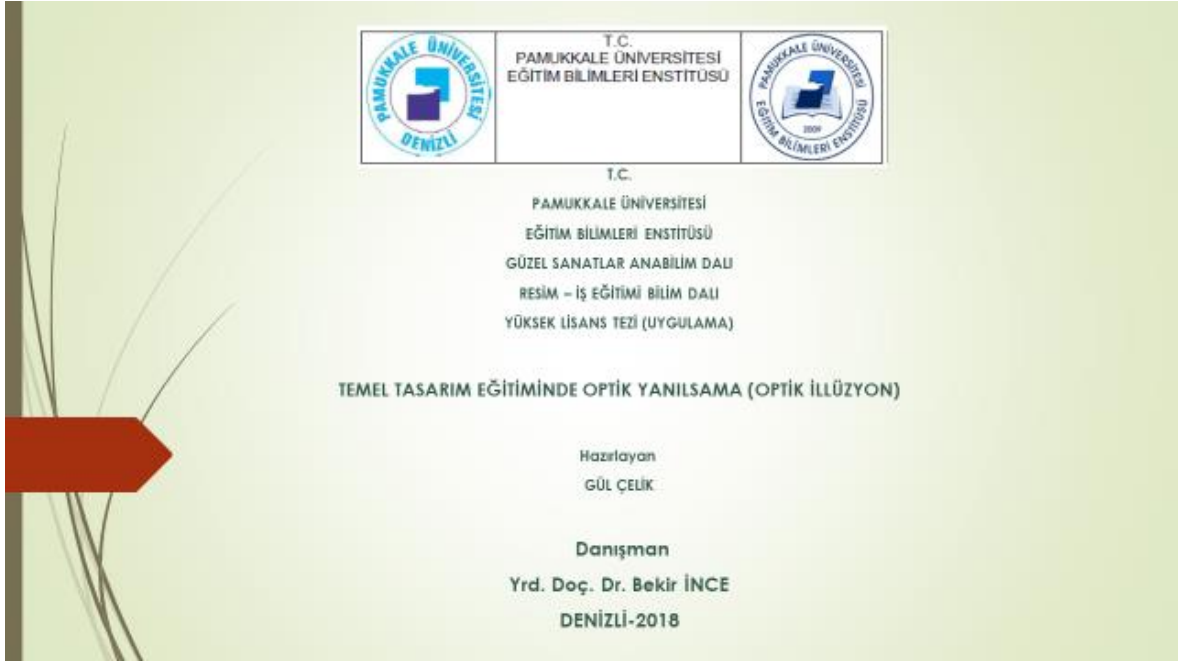 PAMUKKALE ÜNİVERSİTESİ
DENİZLİ
T.C.
PAMUKKALE ÜNİVERSİTESİ
EĞİTİM BİLİMLERİ ENSTİTÜSÜ
PAMUKKALE ÜNİVERSİTESİ
EĞİTİM BİLİMLERİ ENSTİTÜSÜ
2009
T.C.
PAMUKKALE ÜNİVERSİTESİ
EĞİTİM BİLİMLERİ ENSTİTÜSÜ
GÜZEL SANATLAR ANABİLİM DALI
RESİM – İŞ EĞİTİMİ BİLİM DALI
YÜKSEK LİSANS TEZİ (UYGULAMA)
TEMEL TASARIM EĞİTİMİNDE OPTİK YANILSAMA (OPTİK İLLÜZYON)
Hazırlayan
GÜL ÇELİK
Danışman
Yrd. Doç. Dr. Bekir İNCE
DENİZLİ-2018